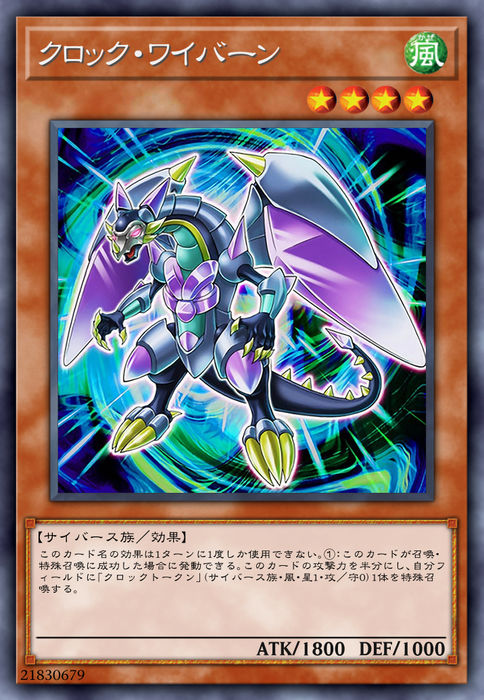 クロック・ワイバーン
風
かぜ
【サイバース族／効果】
このカード名の効果は1ターンに1度しか使用できない。①：このカードが召喚・
特殊召喚に成功した場合に発動できる。このカードの攻撃力を半分にし、自分フ
ィールドに「クロックトークン」(サイバース族・風・星1・攻／守0)1体を特殊召
喚する。
ATK/1800 DEF/1000
21830679